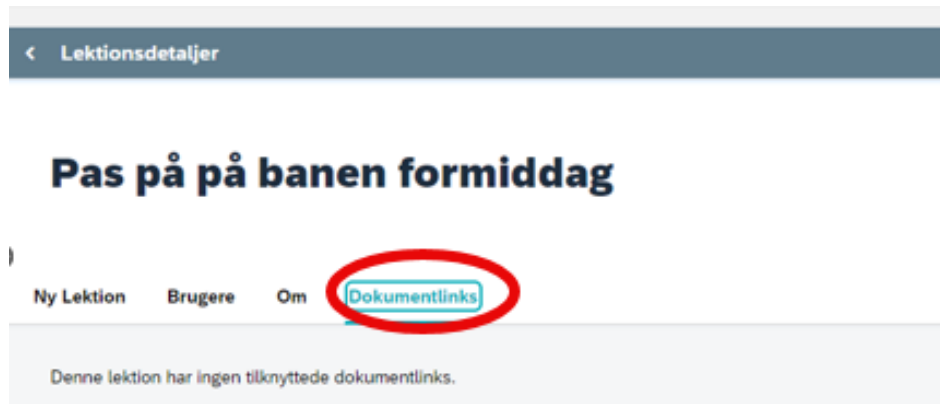 Lektionsdetaljer
Pas på på banen formiddag
Ny Lektion Brugere Om Dokumentlinks
Denne lektion har ingen tilknyttede dokumentlinks.